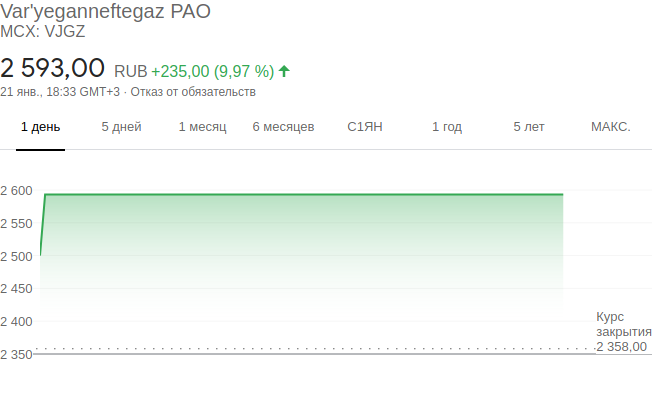 Var'yeganneftegaz PAO
MCX: VJGZ
2 593,00 RUB +235,00 (9,97 %)
21 янв., 18:33 GMT+3 · Отказ от обязательств
1 день 5 дней 1 месяц 6 месяцев С1ЯН 1 год 5 лет МАКС.
2 600
2 550
2 500
2 450
2 400
2 350
Курс
закрытия
2 358,00